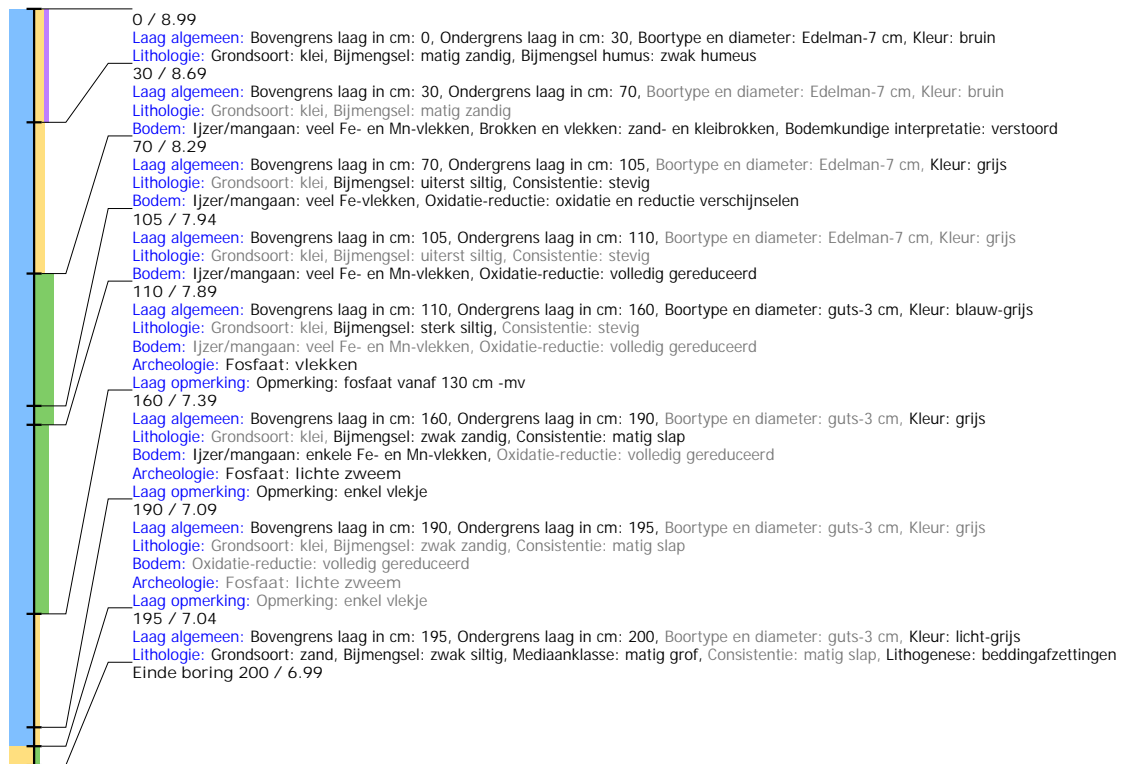 0 / 8.99
Laag algemeen: Bovengrens laag in cm: 0, Ondergrens laag in cm: 30, Boortype en diameter: Edelman-7 cm, Kleur: bruin
Lithologie: Grondsoort: klei, Bijmengsel: matig zandig, Bijmengsel humus: zwak humeus
30 / 8.69
Laag algemeen: Bovengrens laag in cm: 30, Ondergrens laag in cm: 70, Boortype en diameter: Edelman-7 cm, Kleur: bruin
Lithologie: Grondsoort: klei, Bijmengsel: matig zandig
Bodem: Ijzer/mangaan: veel Fe- en Mn-vlekken, Brokken en vlekken: zand- en kleibrokken, Bodemkundige interpretatie: verstoord
70 / 8.29
Laag algemeen: Bovengrens laag in cm: 70, Ondergrens laag in cm: 105, Boortype en diameter: Edelman-7 cm, Kleur: grijs
Lithologie: Grondsoort: klei, Bijmengsel: uiterst siltig, Consistentie: stevig
Bodem: Ijzer/mangaan: veel Fe-vlekken, Oxidatie-reductie: oxidatie en reductie verschijnselen
105 / 7.94
Laag algemeen: Bovengrens laag in cm: 105, Ondergrens laag in cm: 110, Boortype en diameter: Edelman-7 cm, Kleur: grijs
Lithologie: Grondsoort: klei, Bijmengsel: uiterst siltig, Consistentie: stevig
Bodem: Ijzer/mangaan: veel Fe- en Mn-vlekken, Oxidatie-reductie: volledig gereduceerd
110 / 7.89
Laag algemeen: Bovengrens laag in cm: 110, Ondergrens laag in cm: 160, Boortype en diameter: guts-3 cm, Kleur: blauw-grijs
Lithologie: Grondsoort: klei, Bijmengsel: sterk siltig, Consistentie: stevig
Bodem: Ijzer/mangaan: veel Fe- en Mn-vlekken, Oxidatie-reductie: volledig gereduceerd
Archeologie: Fosfaat: vlekken
Laag opmerking: Opmerking: fosfaat vanaf 130 cm -mv
160 / 7.39
Laag algemeen: Bovengrens laag in cm: 160, Ondergrens laag in cm: 190, Boortype en diameter: guts-3 cm, Kleur: grijs
Lithologie: Grondsoort: klei, Bijmengsel: zwak zandig, Consistentie: matig slap
Bodem: Ijzer/mangaan: enkele Fe- en Mn-vlekken, Oxidatie-reductie: volledig gereduceerd
Archeologie: Fosfaat: lichte zweem
Laag opmerking: Opmerking: enkel vlekje
190 / 7.09
Laag algemeen: Bovengrens laag in cm: 190, Ondergrens laag in cm: 195, Boortype en diameter: guts-3 cm, Kleur: grijs
Lithologie: Grondsoort: klei, Bijmengsel: zwak zandig, Consistentie: matig slap
Bodem: Oxidatie-reductie: volledig gereduceerd
Archeologie: Fosfaat: lichte zweem
Laag opmerking: Opmerking: enkel vlekje
195 / 7.04
Laag algemeen: Bovengrens laag in cm: 195, Ondergrens laag in cm: 200, Boortype en diameter: guts-3 cm, Kleur: licht-grijs
Lithologie: Grondsoort: zand, Bijmengsel: zwak siltig, Mediaanklasse: matig grof, Consistentie: matig slap, Lithogenese: beddingafzettingen
Einde boring 200 / 6.99